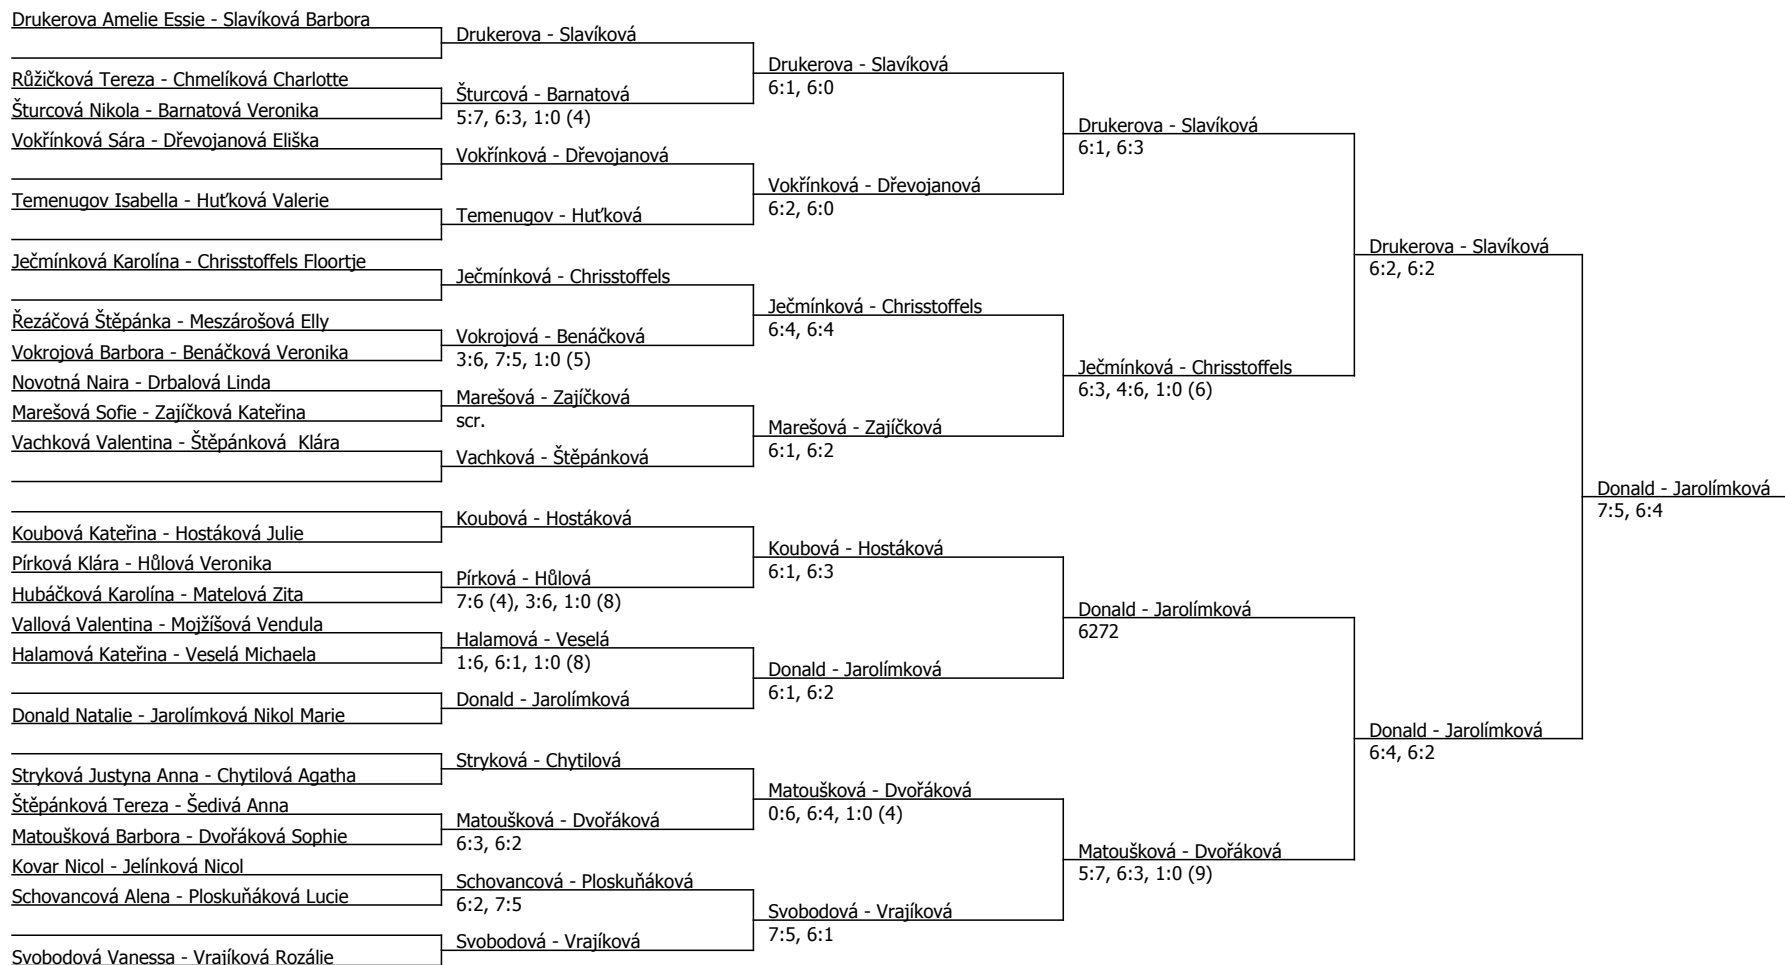 Drukerova Amelie Essie - Slavíková Barbora
Růžičková Tereza - Chmelíková Charlotte
Šturcová Nikola - Barnatová Veronika
Vokřínková Sára - Dřevojanová Eliška
Temenugov Isabella - Huťková Valerie
Ječmínková Karolína - Chrisstoffels Floortje
Řezáčová Štěpánka - Meszárošová Elly
Vokrojová Barbora - Benáčková Veronika
Novotná Naira - Drbalová Linda
Marešová Sofie - Zajíčková Kateřina
Vachková Valentina - Štěpánková  Klára
Koubová Kateřina - Hostáková Julie
Pírková Klára - Hůlová Veronika
Hubáčková Karolína - Matelová Zita
Vallová Valentina - Mojžíšová Vendula
Halamová Kateřina - Veselá Michaela
Donald Natalie - Jarolímková Nikol Marie
Stryková Justyna Anna - Chytilová Agatha
Štěpánková Tereza - Šedivá Anna
Matoušková Barbora - Dvořáková Sophie
Kovar Nicol - Jelínková Nicol
Schovancová Alena - Ploskuňáková Lucie
Svobodová Vanessa - Vrajíková Rozálie
Drukerova - Slavíková
Šturcová - Barnatová
5:7, 6:3, 1:0 (4)
Vokřínková - Dřevojanová
Temenugov - Huťková
Ječmínková - Chrisstoffels
Vokrojová - Benáčková
3:6, 7:5, 1:0 (5)
Marešová - Zajíčková
scr.
Vachková - Štěpánková
Koubová - Hostáková
Pírková - Hůlová
7:6 (4), 3:6, 1:0 (8)
Halamová - Veselá
1:6, 6:1, 1:0 (8)
Donald - Jarolímková
Stryková - Chytilová
Matoušková - Dvořáková
6:3, 6:2
Schovancová - Ploskuňáková
6:2, 7:5
Svobodová - Vrajíková
Drukerova - Slavíková
6:1, 6:0
Vokřínková - Dřevojanová
6:2, 6:0
Ječmínková - Chrisstoffels
6:4, 6:4
Marešová - Zajíčková
6:1, 6:2
Koubová - Hostáková
6:1, 6:3
Donald - Jarolímková
6:1, 6:2
Matoušková - Dvořáková
0:6, 6:4, 1:0 (4)
Svobodová - Vrajíková
7:5, 6:1
Drukerova - Slavíková
6:1, 6:3
Ječmínková - Chrisstoffels
6:3, 4:6, 1:0 (6)
Donald - Jarolímková
6272
Matoušková - Dvořáková
5:7, 6:3, 1:0 (9)
Drukerova - Slavíková
6:2, 6:2
Donald - Jarolímková
6:4, 6:2
Donald - Jarolímková
7:5, 6:4